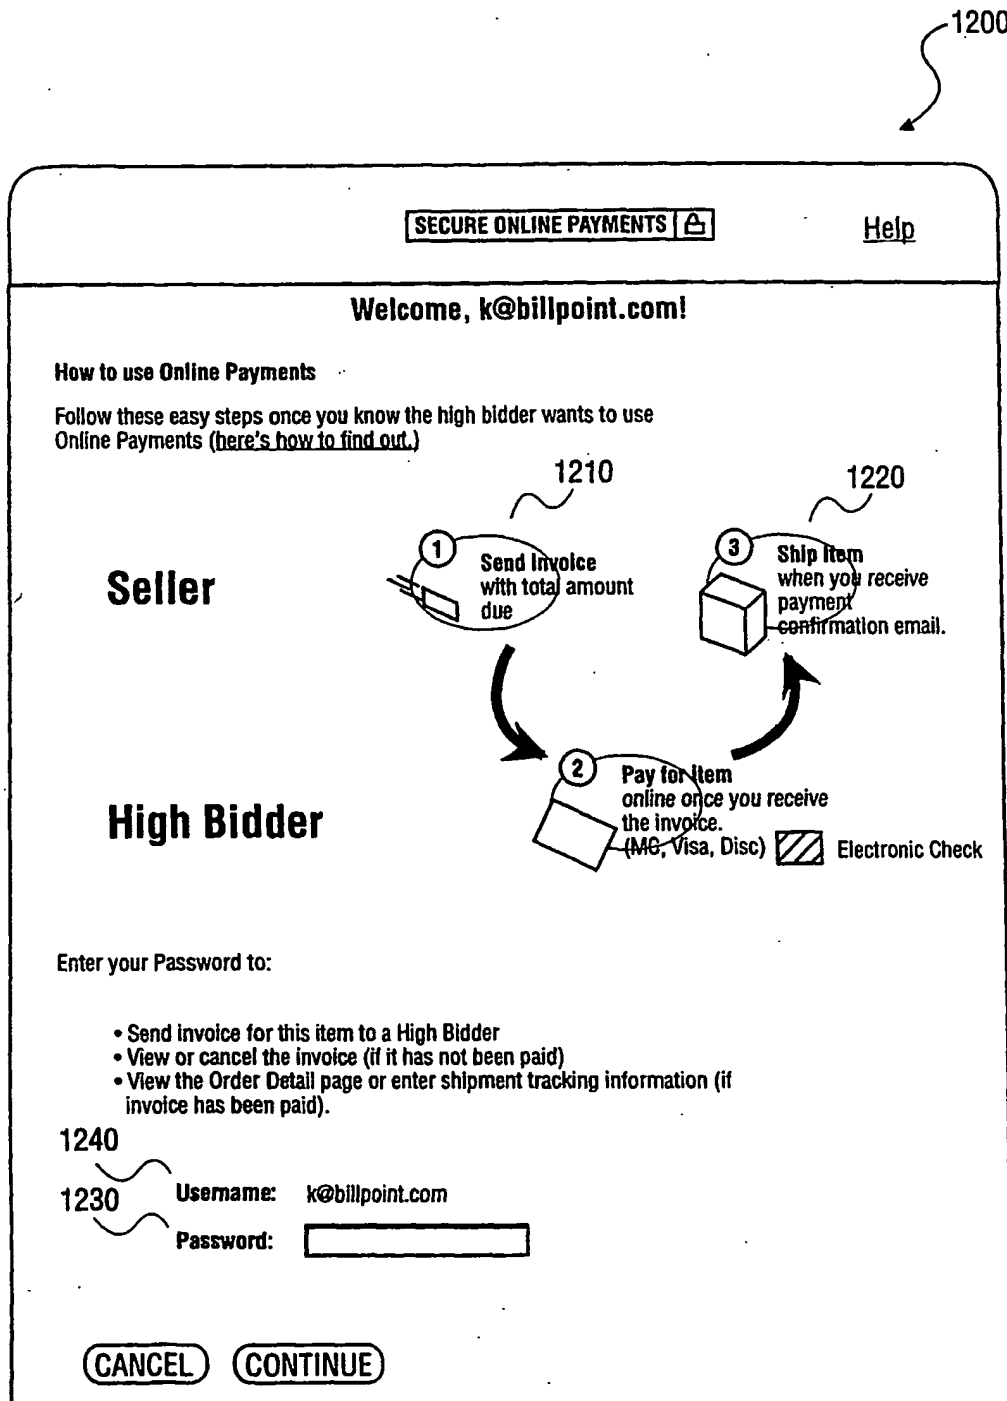 1200
SECURE ONLINE PAYMENTS
Help
Welcome, k@billpoint.com!
How to use Online Payments
Follow these easy steps once you know the high bidder wants to use
Online Payments (here's how to find out.)
1210
1220
Seller
1
Send Invoice
with total amount
due
3
Ship Item
when you receive
payment
confirmation email.
High Bidder
2
Pay for Item
online once you receive
the invoice.
(MC, Visa, Disc)
Electronic Check
Enter your Password to:
• Send invoice for this item to a High Bidder
• View or cancel the invoice (if it has not been paid)
• View the Order Detail page or enter shipment tracking information (if
invoice has been paid).
1240
Username: k@billpoint.com
1230
Password:
CANCEL CONTINUE